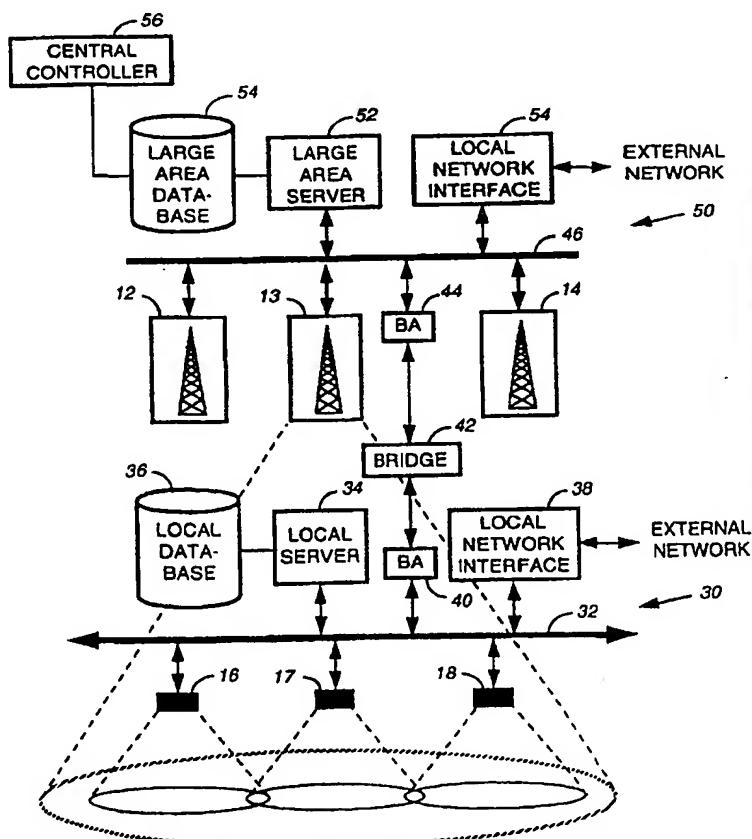 56
CENTRAL
CONTROLLER
54
LARGE
AREA
DATA-
BASE
52
LARGE AREA
SERVER
54
LOCAL
NETWORK
INTERFACE
EXTERNAL
NETWORK
50
46
12
13
44
BA
14
42
BRIDGE
36
LOCAL
DATA-
BASE
34
LOCAL
SERVER
BA
40
38
LOCAL
NETWORK
INTERFACE
EXTERNAL
NETWORK
30
32
16
17
18